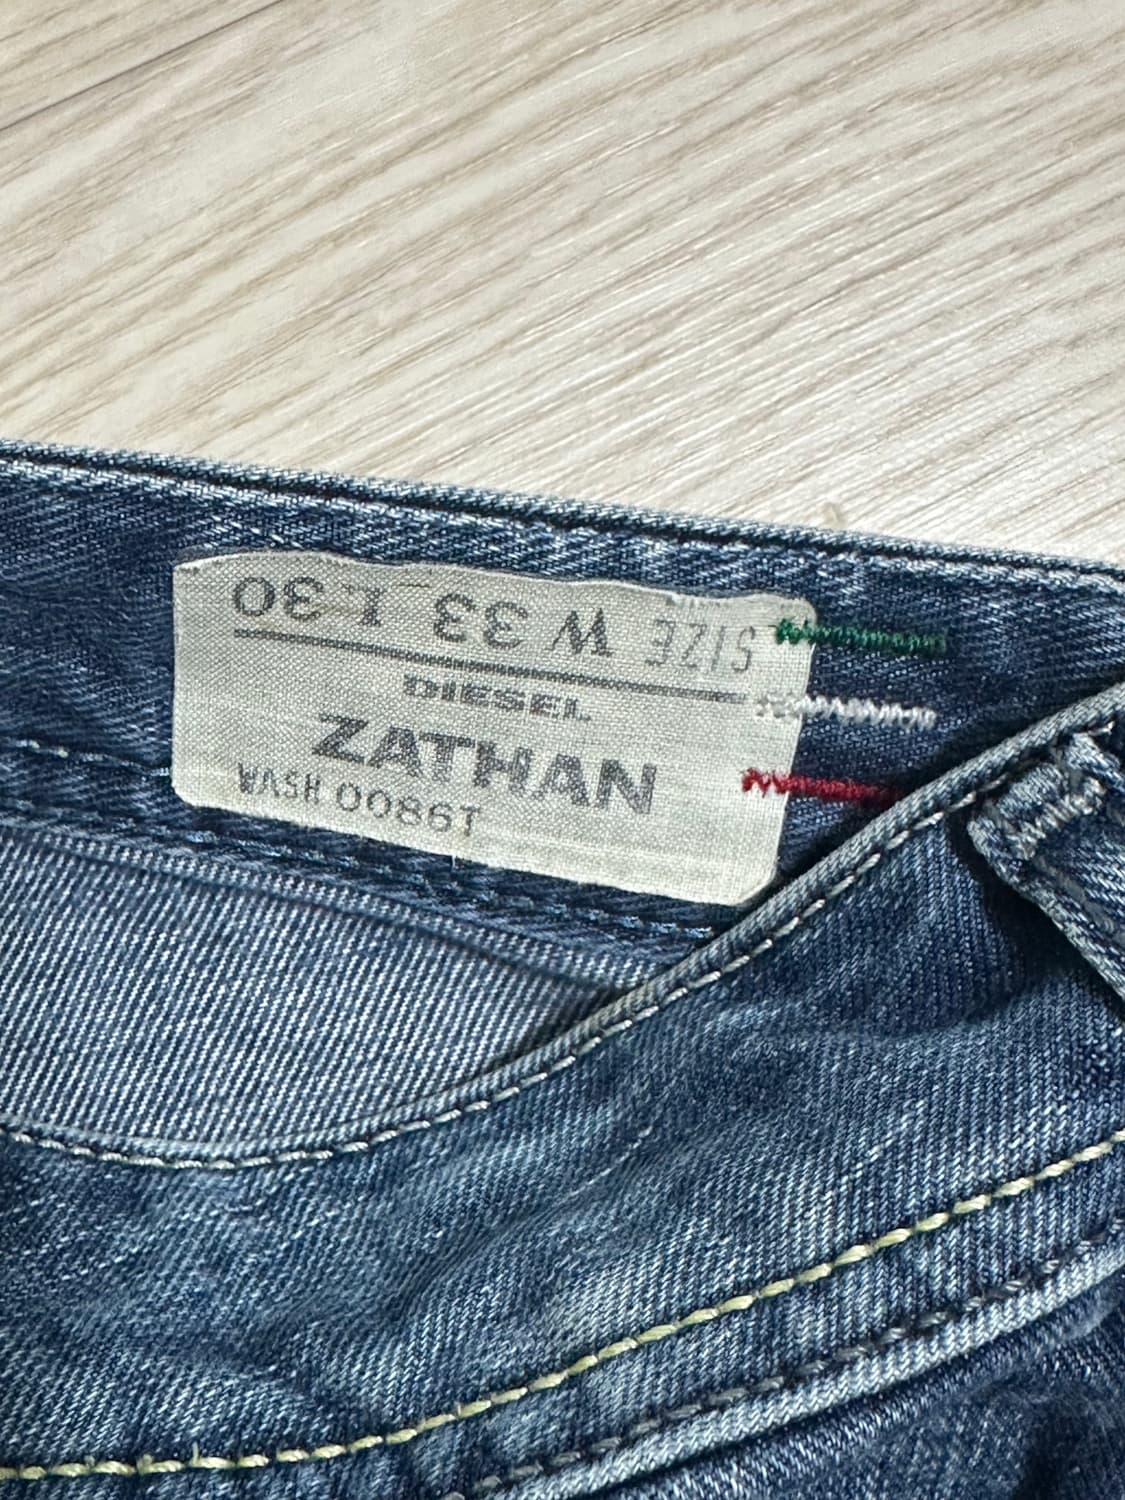 SIZE W 33 L 30
DIESEL
ZATHAN
WASH 0086T